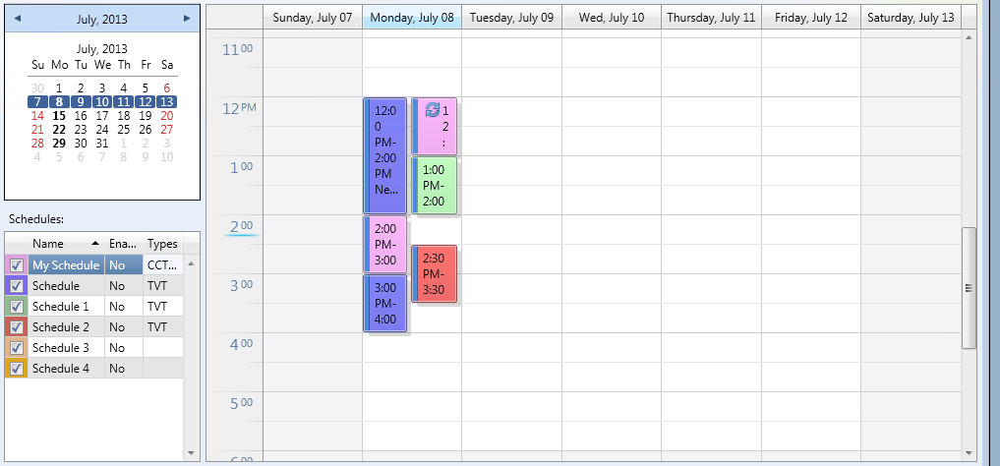 July, 2013
July, 2013
Su Mo Tu We Th Fr Sa
30 1 2 3 4 5 6
7 8 9 10 11 12 13
14 15 16 17 18 19 20
21 22 23 24 25 26 27
28 29 30 31 1 2 3
4 5 6 7 8 9 10
Schedules:
Name Ena... Types
My Schedule No CCT...
Schedule No TVT
Schedule 1 No TVT
Schedule 2 No TVT
Schedule 3 No
Schedule 4 No
Sunday, July 07 Monday, July 08 Tuesday, July 09 Wed, July 10 Thursday, July 11 Friday, July 12 Saturday, July 13
11 00
12 PM
1 00
2 00
3 00
4 00
5 00
12:0
0
PM-
2:00
PM
Ne...
1
2
:
1:00
PM-
2:00
2:00
PM-
3:00
2:30
PM-
3:30
3:00
PM-
4:00